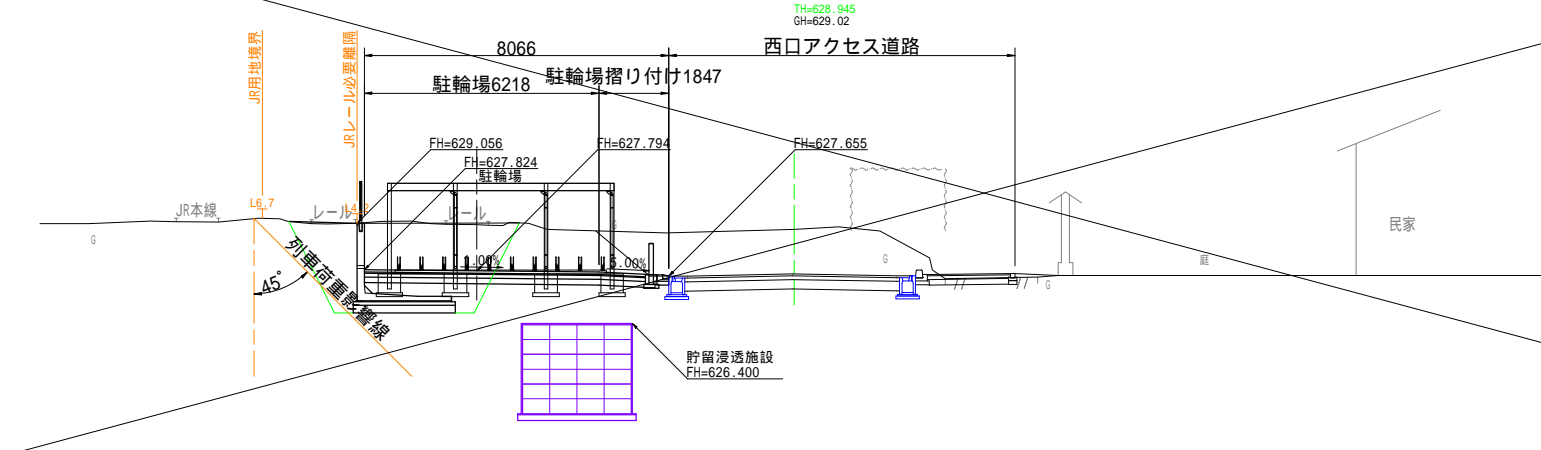 TH=628.945
GH=629.02
8066
西口アクセス道路
駐輪場6218
駐輪場摺り付け1847
JR用地境界
JRレール必要離隔
FH=629.056
FH=627.824
駐輪場
FH=627.794
FH=627.655
L6.7
JR本線
レール
レール
G
G
G
G
庭
民家
5.00%
45°
列車荷重影響線
貯留浸透施設
FH=626.400